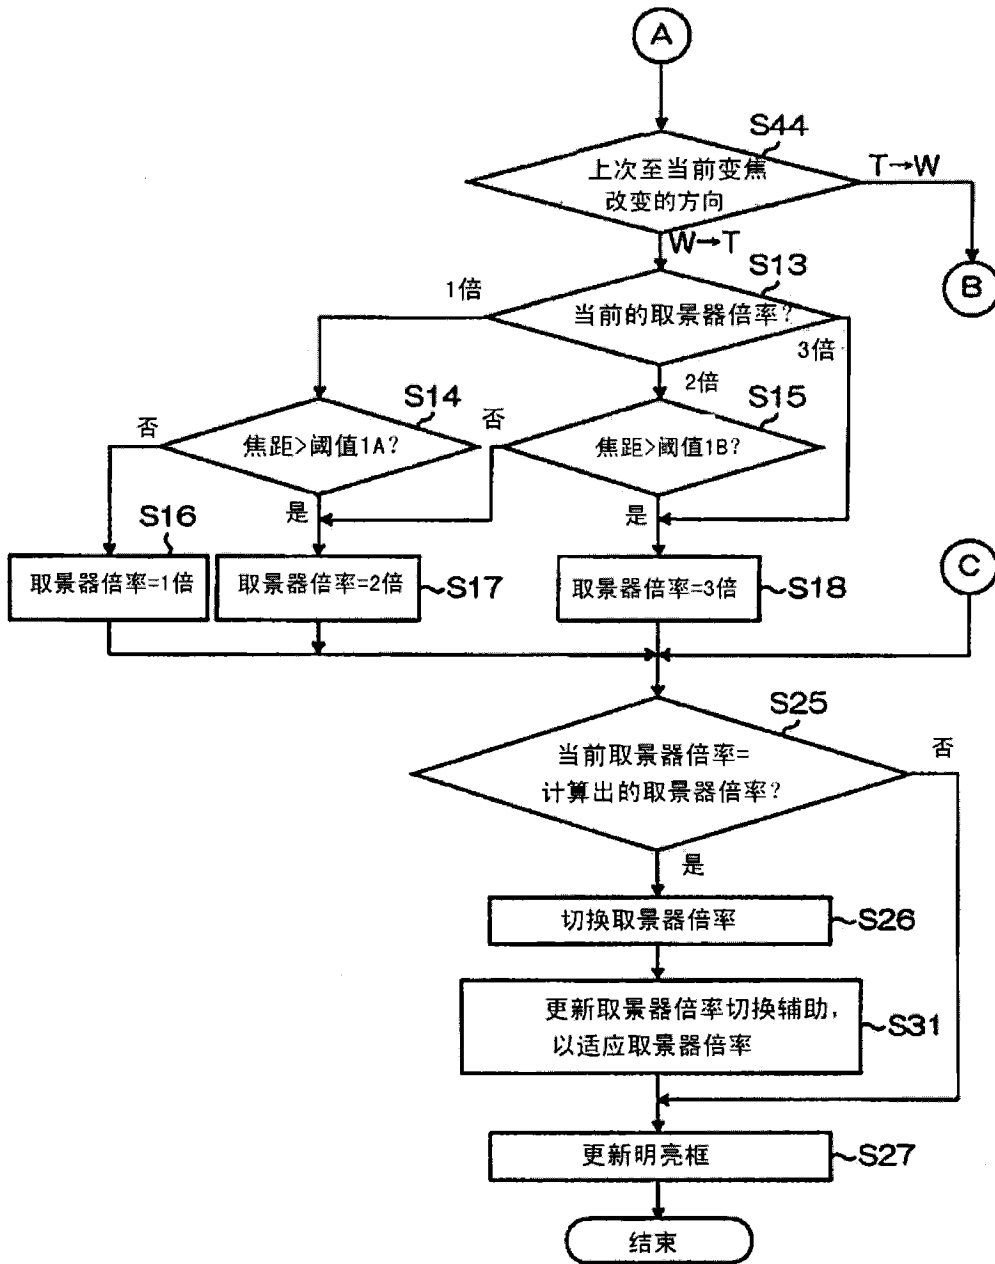 A
S44
上次至当前变焦
改变的方向
T→W
W→T
B
S13
1倍
当前的取景器倍率?
3倍
2倍
S14
S15
否
焦距>阈值1A?
否
焦距>阈值1B?
是
是
S16
取景器倍率=1倍
取景器倍率=2倍
S17
取景器倍率=3倍
S18
C
S25
当前取景器倍率=
计算出的取景器倍率?
否
是
切换取景器倍率
S26
更新取景器倍率切换辅助,
以适应取景器倍率
S31
更新明亮框
S27
结束